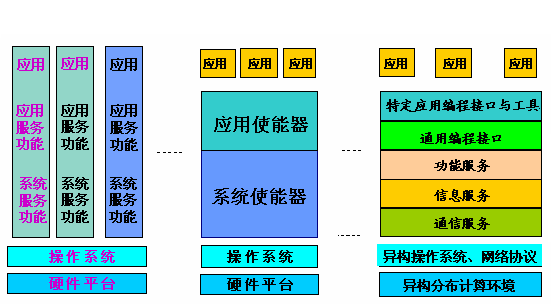 应用
应用
服务
功能
系统
服务
功能
应用
应用
服务
功能
系统
服务
功能
应用
应用
服务
功能
系统
服务
功能
操作系统
硬件平台
应用
应用
应用
应用使能器
系统使能器
操作系统
硬件平台
应用
应用
应用
特定应用编程接口与工具
通用编程接口
功能服务
信息服务
通信服务
异构操作系统、网络协议
异构分布计算环境